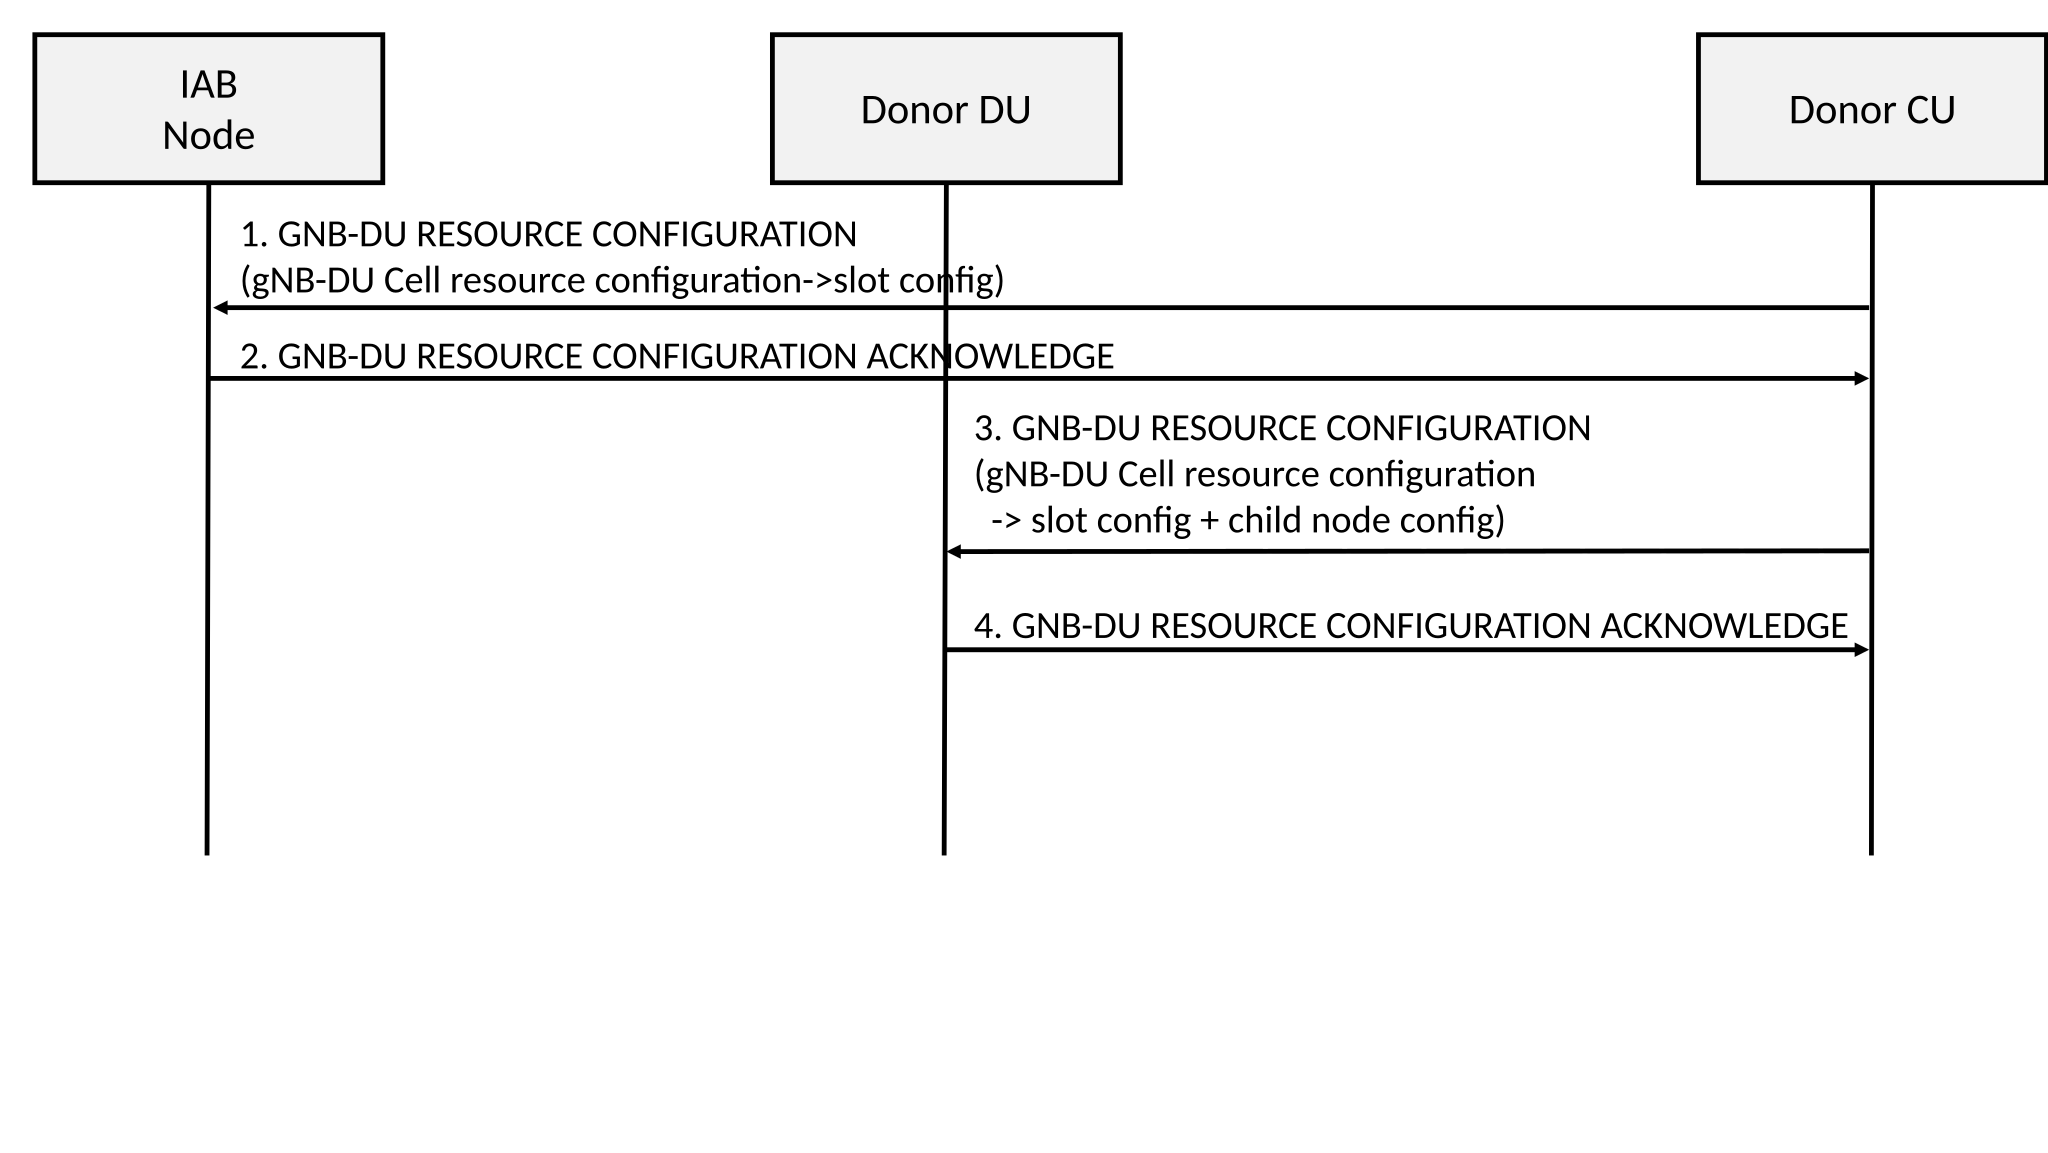 IAB
Node
Donor DU
Donor CU
1. GNB-DU RESOURCE CONFIGURATION
(gNB-DU Cell resource configuration->slot config)
2. GNB-DU RESOURCE CONFIGURATION ACKNOWLEDGE
3. GNB-DU RESOURCE CONFIGURATION
(gNB-DU Cell resource configuration
-> slot config + child node config)
4. GNB-DU RESOURCE CONFIGURATION ACKNOWLEDGE